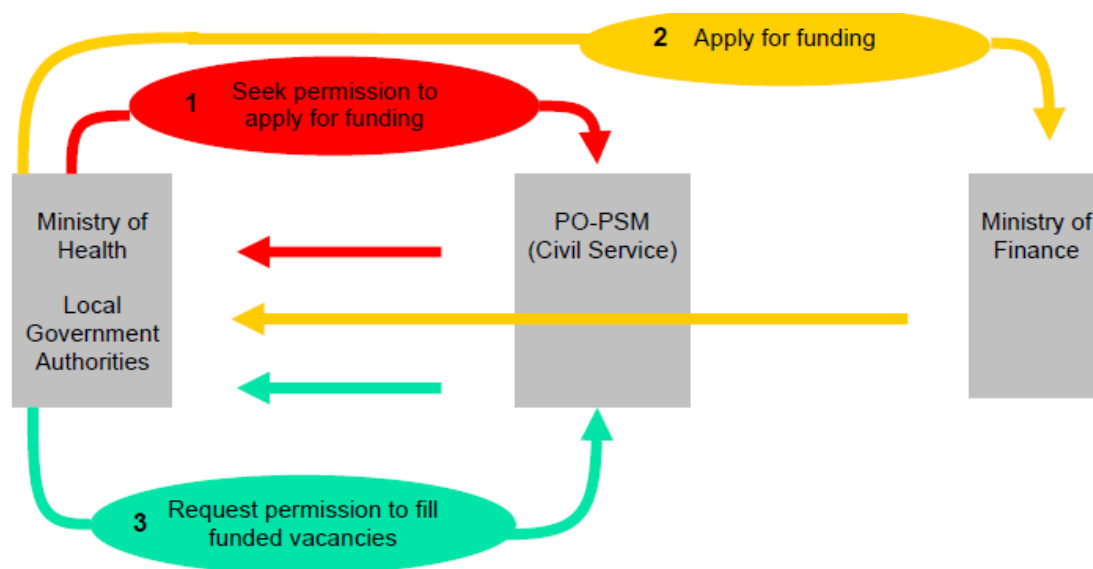 2 Apply for funding
1 Seek permission to
apply for funding
Ministry of
Health
Local
Government
Authorities
PO-PSM
(Civil Service)
Ministry of
Finance
3 Request permission to fill
funded vacancies